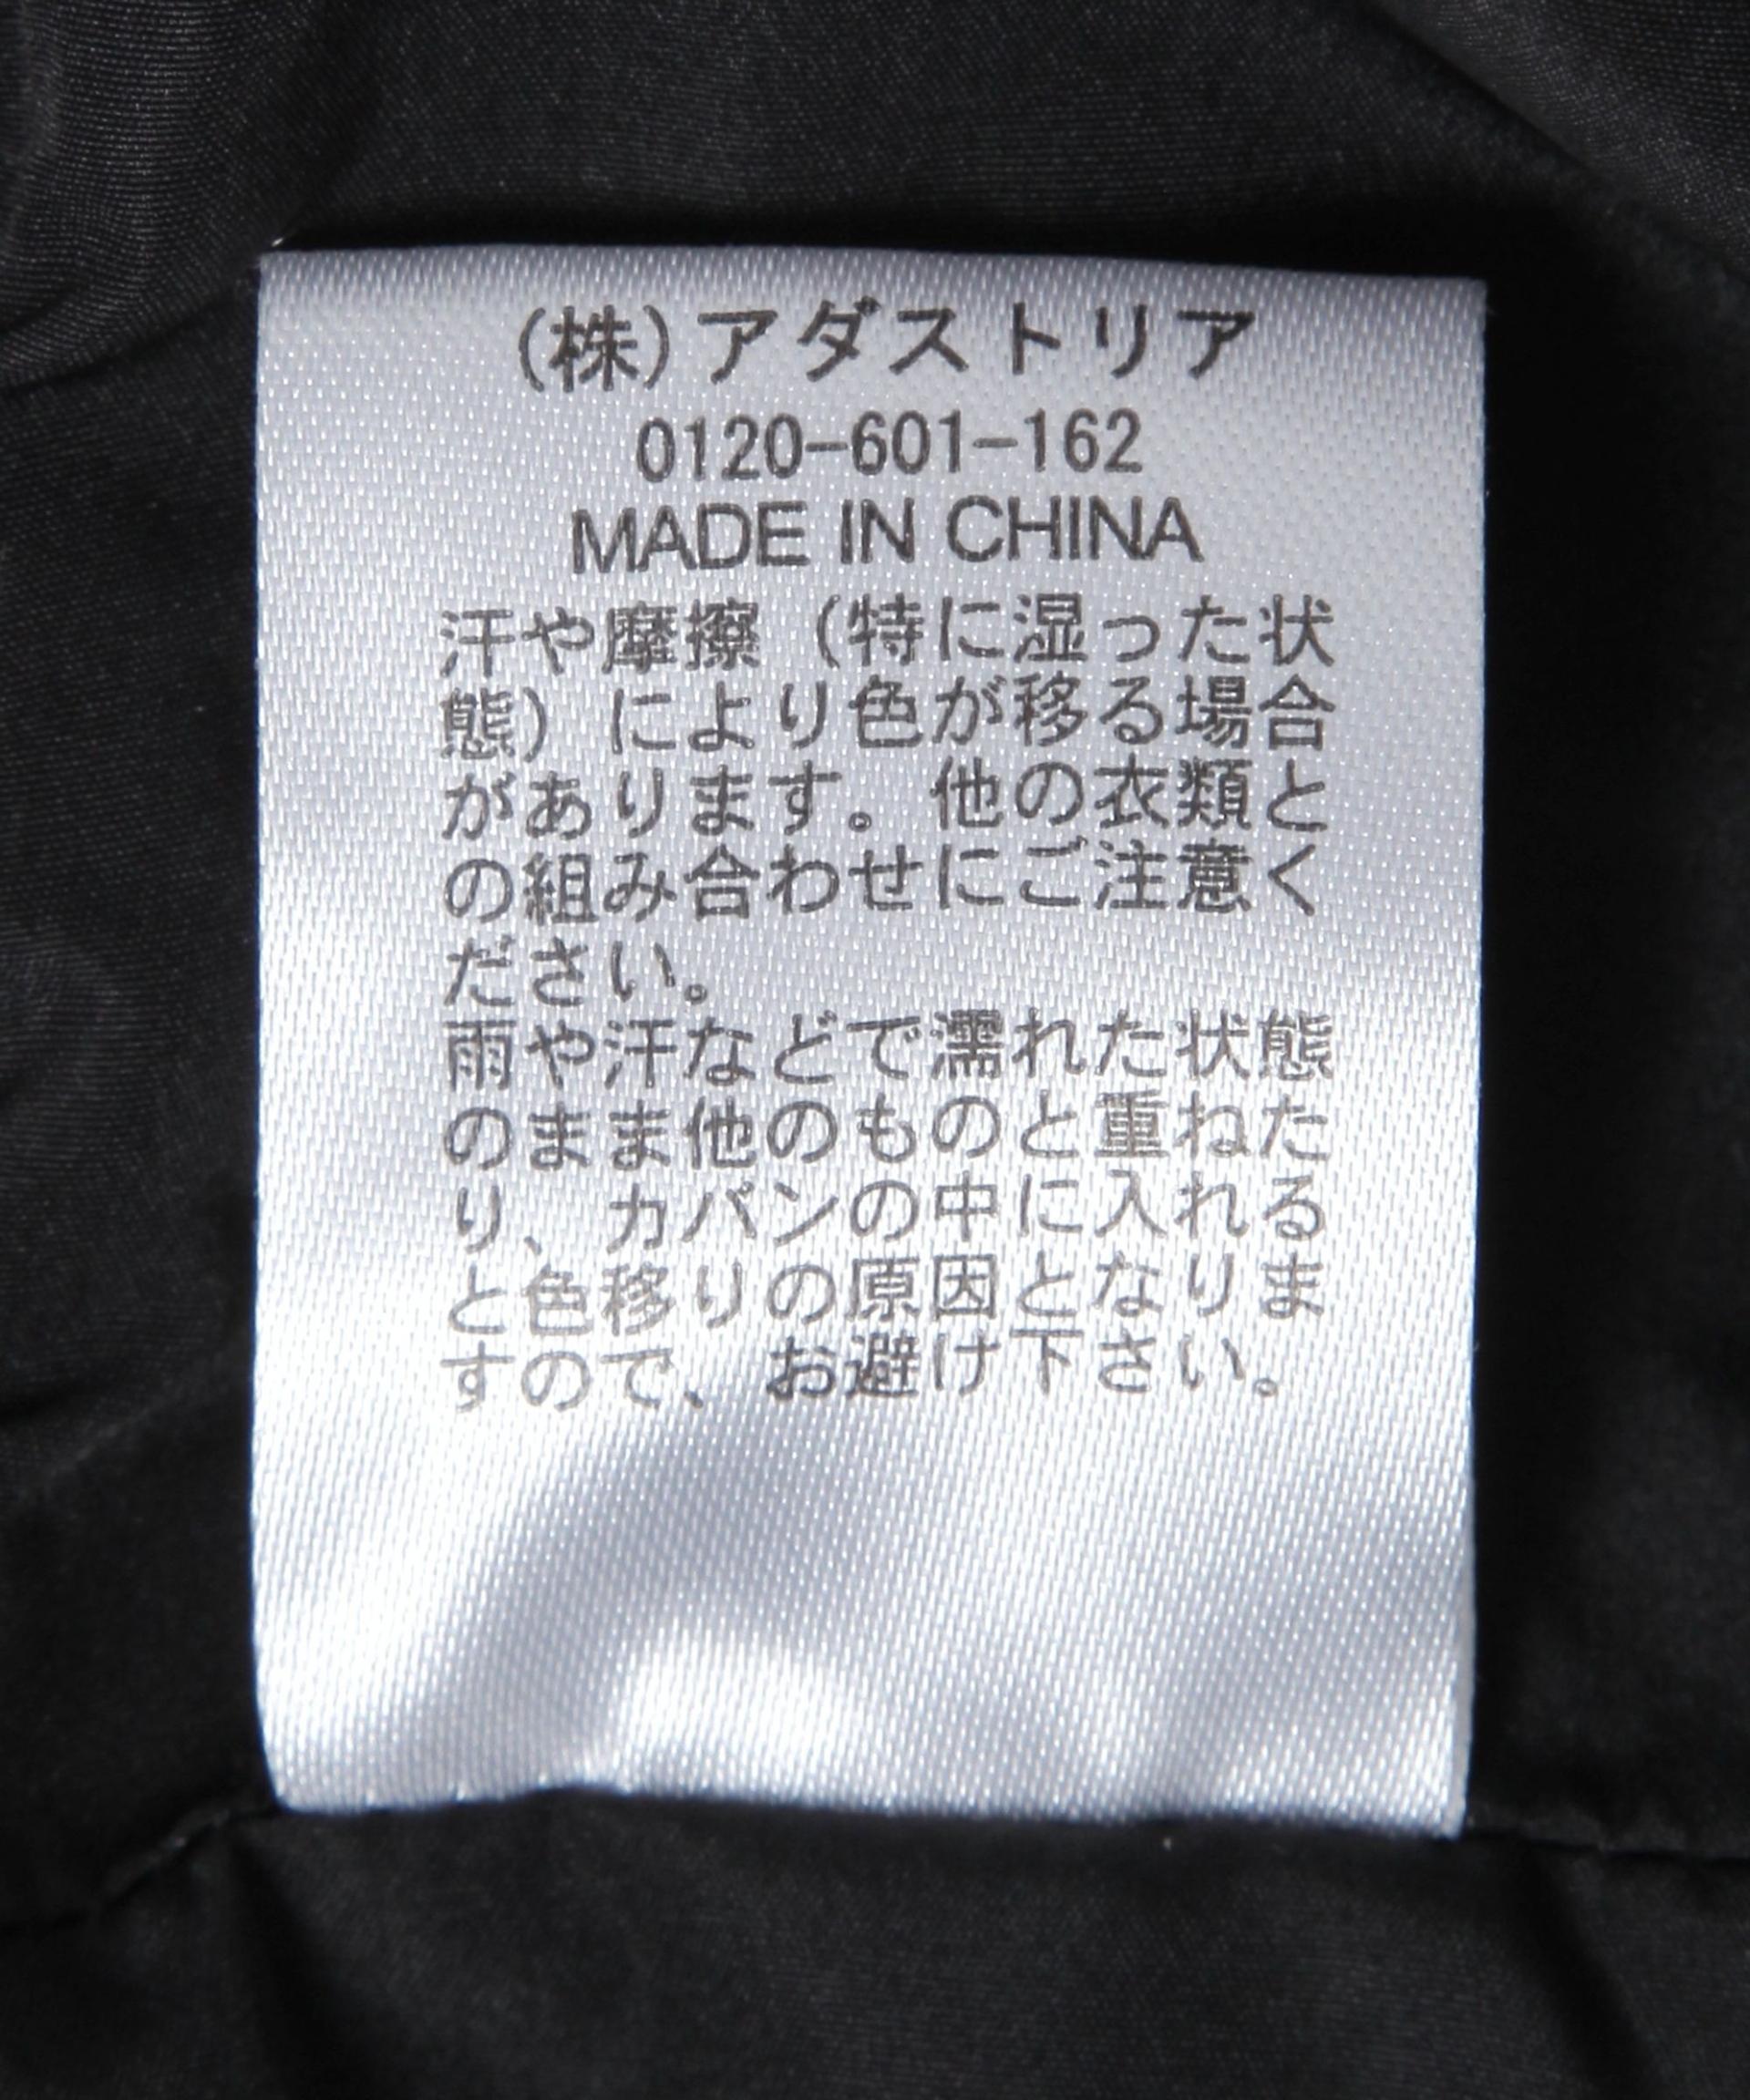 (株)アダストリア
0120-601-162
MADE IN CHINA
汗や摩擦（特に湿った状
態）により色が移る場合
があります。他の衣類と
の組み合わせにご注意く
ださい。
雨や汗などで濡れた状態
のまま他のものと重ねた
り、カバンの中に入れる
と色移りの原因となりま
すので、お避け下さい。